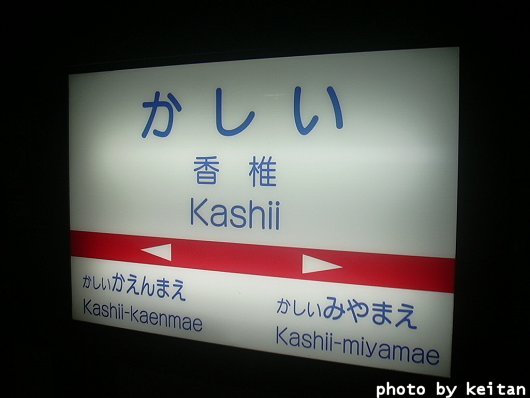 かしい
香椎
Kashii
かしいかえんまえ
Kashii-kaenmae
かしいみやまえ
Kashii-miyamae
photo by keitan